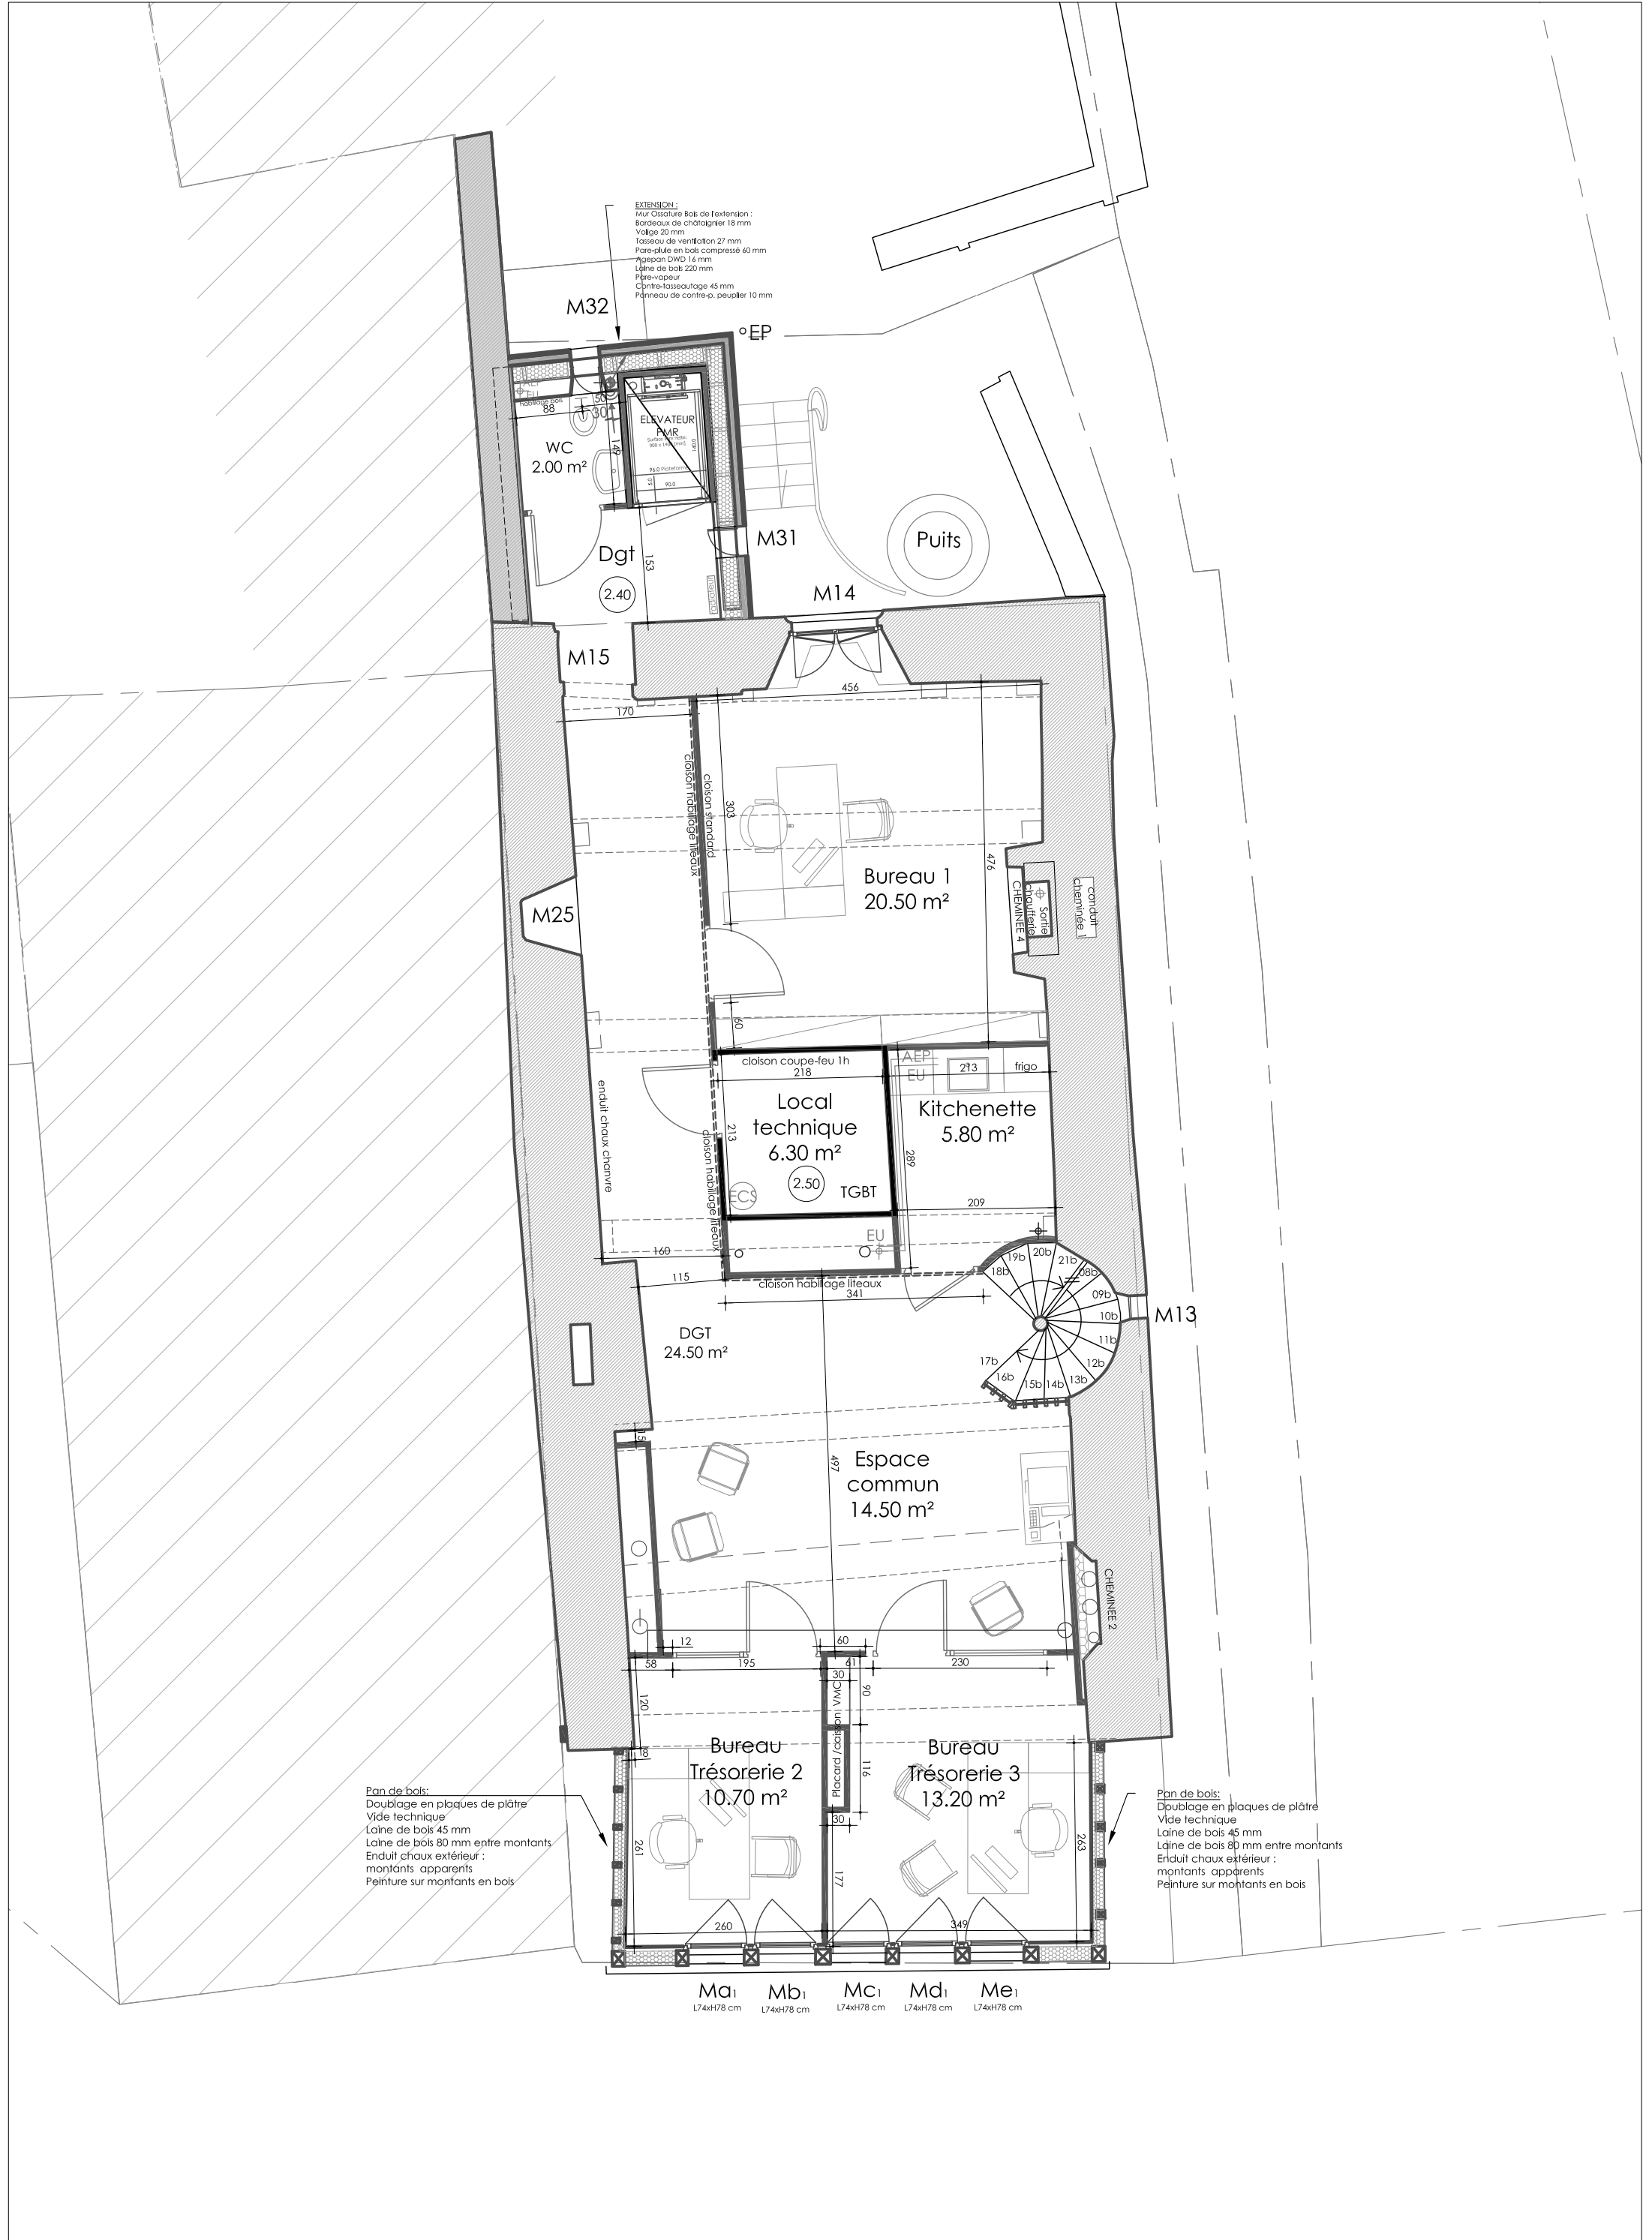 EXTENSION :
Mur Ossature Bois de l'extension :
Bardeaux de châtaignier 18 mm
Volige 20 mm
Tasseau de ventilation 27 mm
Pare-pluie en bois compressé 60 mm
Agepan DWD 16 mm
Laine de bois 220 mm
Pare-vapeur
Contre-tasseautage 45 mm
Panneau de contre-p. peuplier 10 mm
M32
EP
AEP
EU
habillage bois
88
50
30
149
WC
2.00 m²
ELEVATEUR
PMR
96.0 Plateforme
90.0
5.0
M31
Puits
Dgt
2.40
153
M14
M15
170
456
cloison habillage liteaux
cloison standard
303
476
Bureau 1
20.50 m²
M25
CHEMINEE 4
Sortie
chaufferie
conduit
cheminée 1
60
cloison coupe-feu 1h
218
AEP
EU
213
frigo
Local
technique
6.30 m²
2.50
TGBT
ECS
213
Kitchenette
5.80 m²
289
209
enduit chaux chanvre
cloison habillage liteaux
EU
160
115
cloison habillage liteaux
341
18b
19b
20b
21b
08b
09b
10b
11b
12b
13b
14b
15b
16b
17b
M13
DGT
24.50 m²
15
497
Espace
commun
14.50 m²
CHEMINEE 2
12
58
195
60
61
230
30
90
120
Placard / caisson VMC
116
8
Bureau
Trésorerie 2
10.70 m²
Bureau
Trésorerie 3
13.20 m²
30
261
263
177
260
349
Pan de bois:
Doublage en plaques de plâtre
Vide technique
Laine de bois 45 mm
Laine de bois 80 mm entre montants
Enduit chaux extérieur :
montants apparents
Peinture sur montants en bois
Pan de bois:
Doublage en plaques de plâtre
Vide technique
Laine de bois 45 mm
Laine de bois 80 mm entre montants
Enduit chaux extérieur :
montants apparents
Peinture sur montants en bois
Ma1
L74xH78 cm
Mb1
L74xH78 cm
Mc1
L74xH78 cm
Md1
L74xH78 cm
Me1
L74xH78 cm